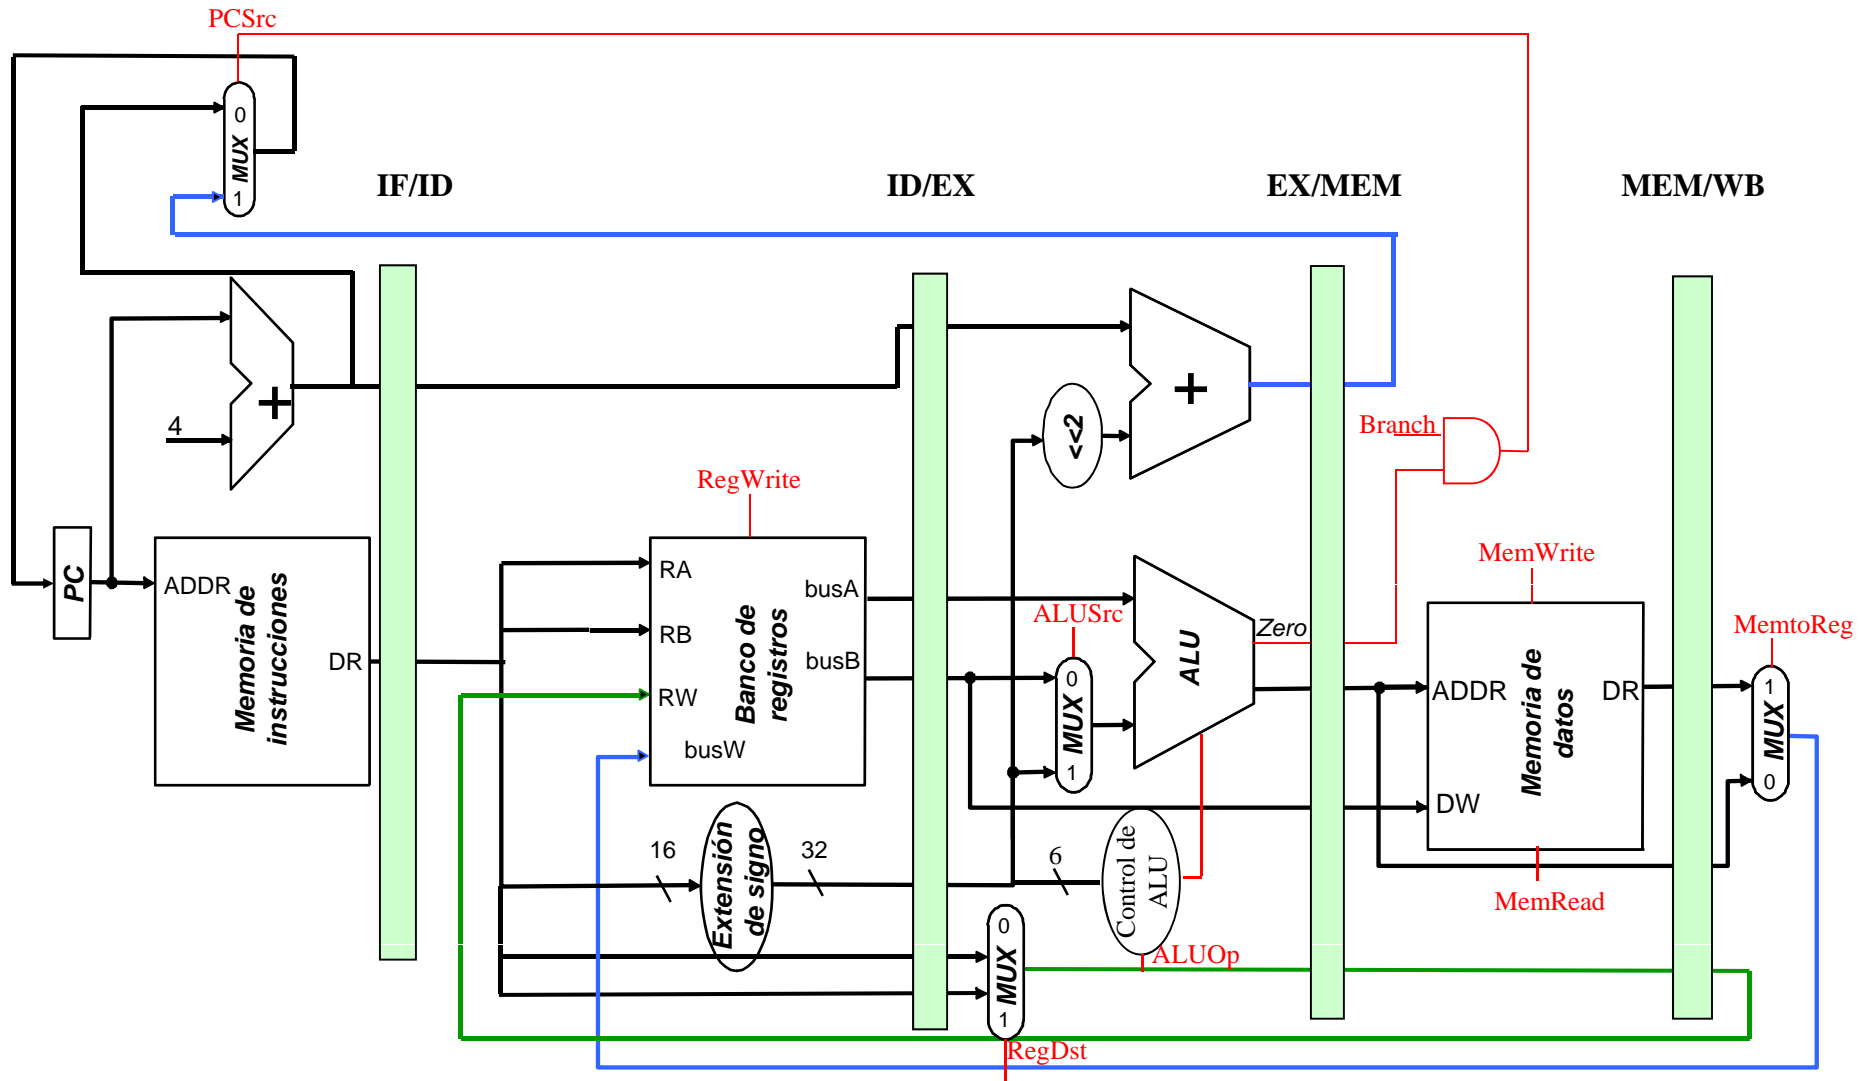 PCSrc
0
MUX
1
IF/ID
ID/EX
EX/MEM
MEM/WB
+
4
+
<<2
Branch
RegWrite
PC
ADDR
Memoria de
instrucciones
DR
RA
RB
RW
busW
Banco de
registros
busA
busB
ALUSrc
0
MUX
1
ALU
Zero
MemWrite
ADDR
Memoria de
datos
DR
DW
MemRead
MemtoReg
1
MUX
0
16
Extensión
de signo
32
6
Control de
ALU
ALUOp
0
MUX
1
RegDst